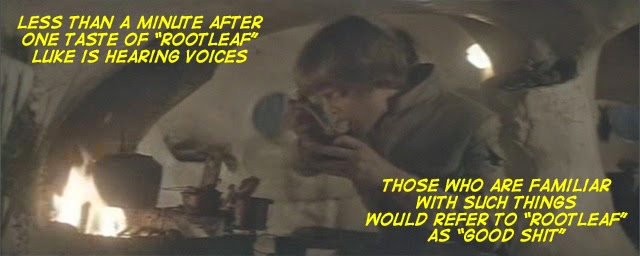 LESS THAN A MINUTE AFTER
ONE TASTE OF "ROOTLEAF"
LUKE IS HEARING VOICES
THOSE WHO ARE FAMILIAR
WITH SUCH THINGS
WOULD REFER TO "ROOTLEAF"
AS "GOOD SHIT"